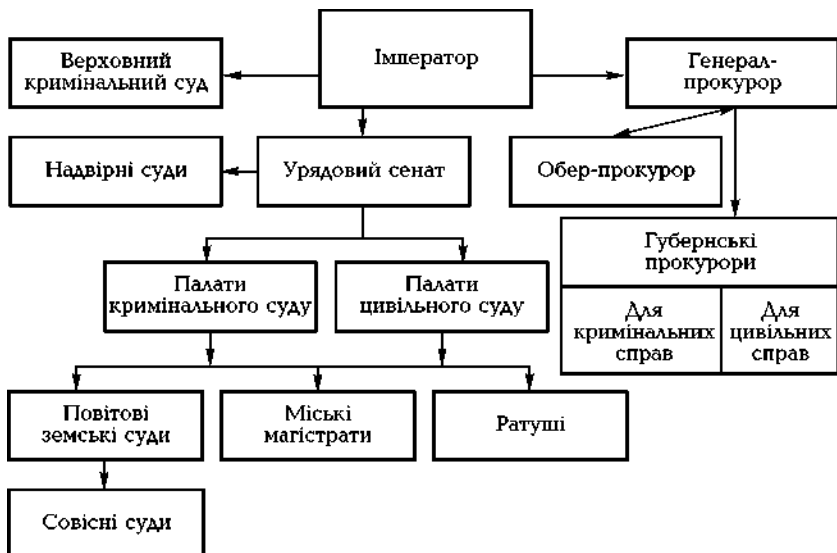 Верховний
кримінальний суд
Імператор
Генерал-
прокурор
Надвірні суди
Урядовий сенат
Обер-прокурор
Губернські
прокурори
Палати
кримінального суду
Палати
цивільного суду
Для
кримінальних
справ
Для
цивільних
справ
Повітові
земські суди
Міські
магістрати
Ратуші
Совісні суди